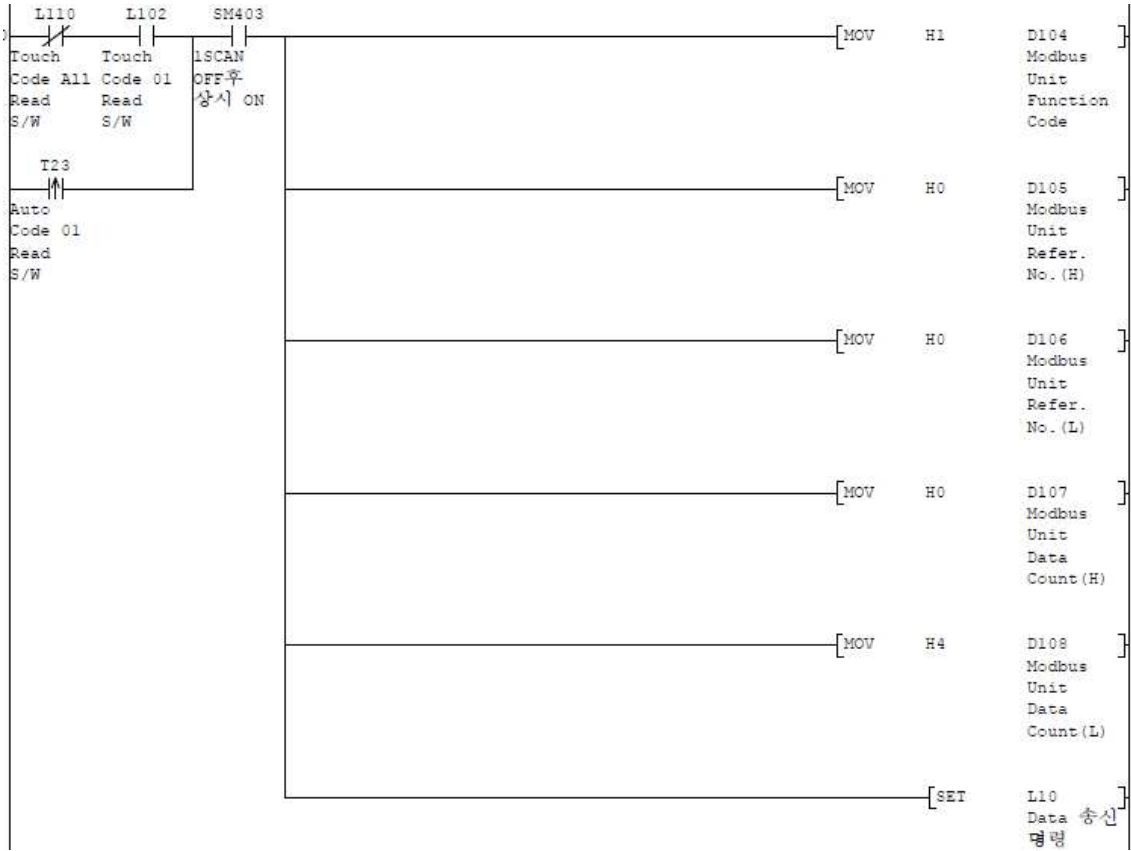 0
L110 L102 SM403
[MOV H1 D104 ]
Touch Touch 1SCAN Modbus
Code All Code 01 OFF후 Unit
Read Read 상시 ON Function
S/W S/W Code
T23
[MOV H0 D105 ]
Auto Modbus
Code 01 Unit
Read Refer.
S/W No.(H)
[MOV H0 D106 ]
Modbus
Unit
Refer.
No.(L)
[MOV H0 D107 ]
Modbus
Unit
Data
Count(H)
[MOV H4 D108 ]
Modbus
Unit
Data
Count(L)
[SET L10 ]
Data 송신
명령